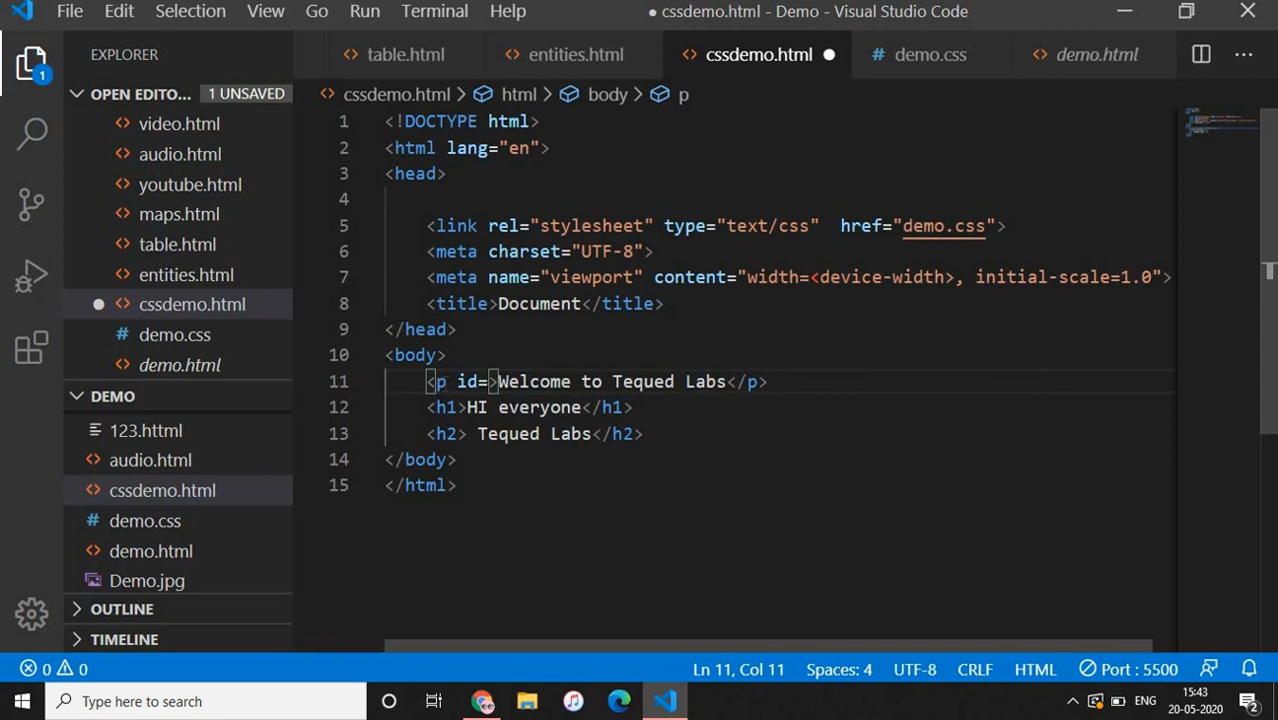 File Edit Selection View Go Run Terminal Help ● cssdemo.html - Demo - Visual Studio Code
EXPLORER
table.html entities.html cssdemo.html demo.css demo.html ...
OPEN EDITO... 1 UNSAVED
cssdemo.html > html > body > p
video.html
audio.html
youtube.html
maps.html
table.html
entities.html
cssdemo.html
demo.css
demo.html
DEMO
123.httml
audio.html
cssdemo.html
demo.css
demo.html
Demo.jpg
OUTLINE
TIMELINE
1
1 <!DOCTYPE html>
2 <html lang="en">
3 <head>
4
5 <link rel="stylesheet" type="text/css"  href="demo.css">
6 <meta charset="UTF-8">
7 <meta name="viewport" content="width=<device-width>, initial-scale=1.0">
8 <title>Document</title>
9 </head>
10 <body>
11 <p id=>Welcome to Tequed Labs</p>
12 <h1>HI everyone</h1>
13 <h2> Tequed Labs</h2>
14 </body>
15 </html>
0 0 Ln 11, Col 11 Spaces: 4 UTF-8 CRLF HTML Port : 5500
Type here to search ENG 15:43
20-05-2020 2